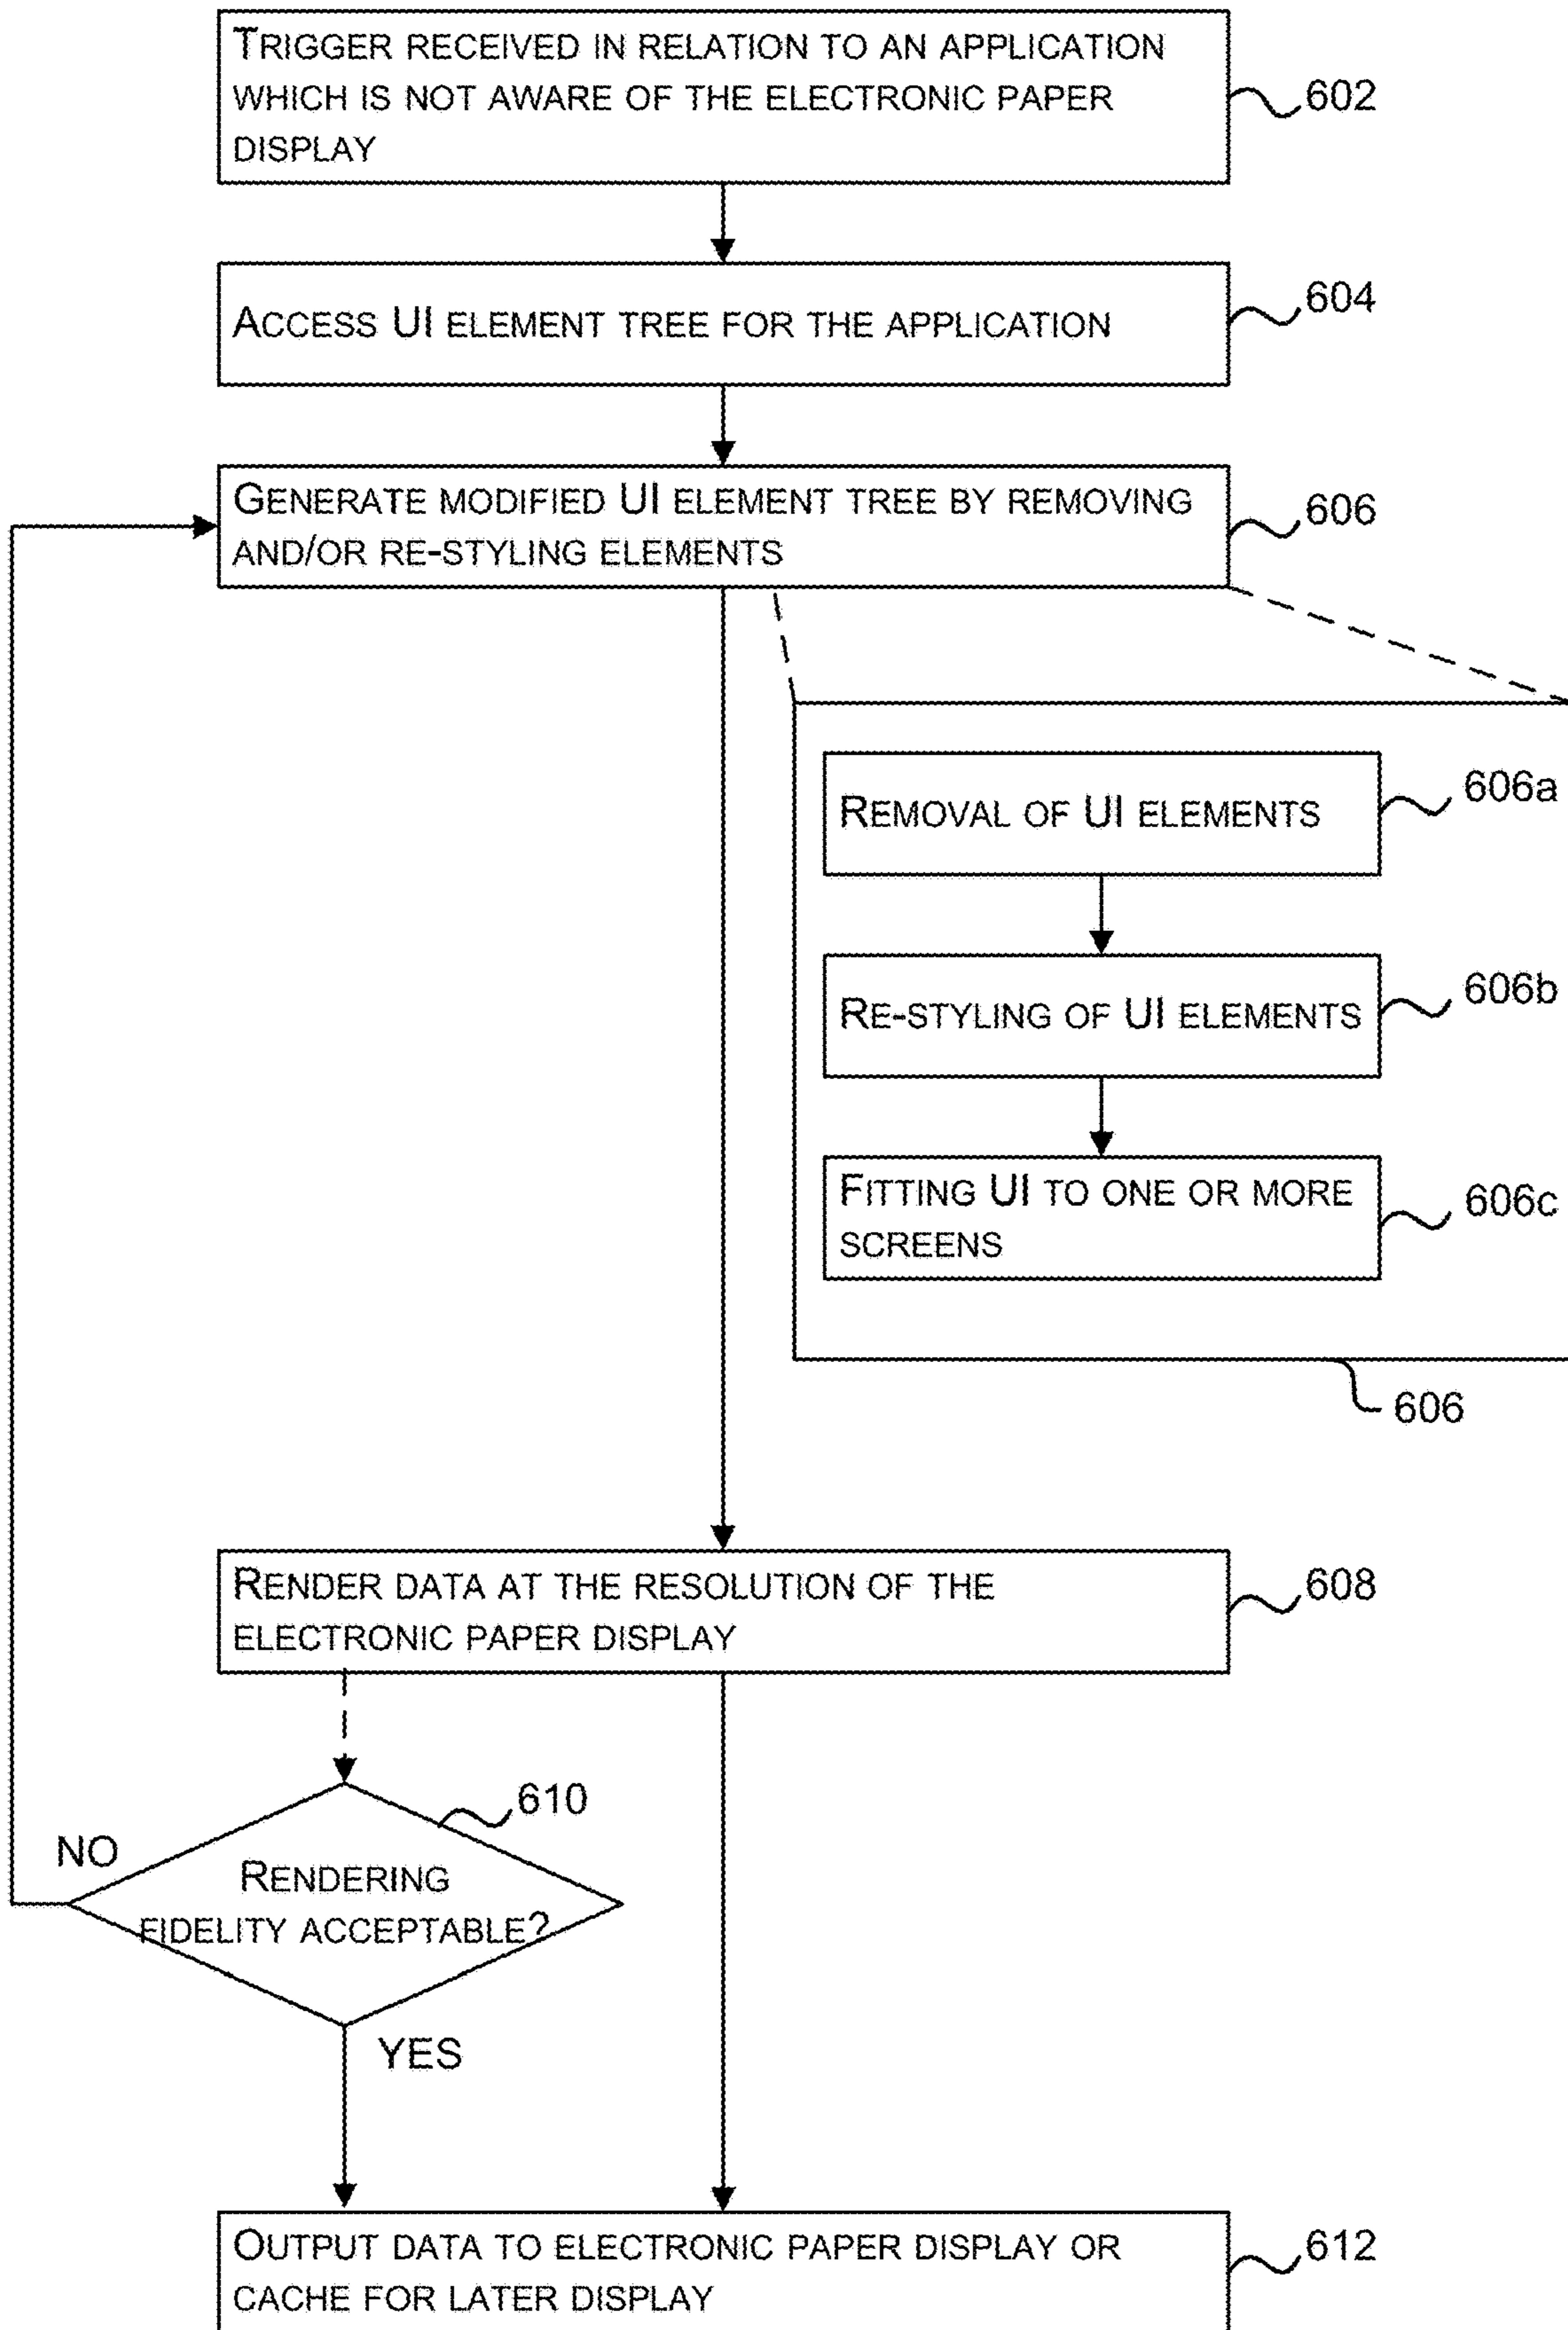 TRIGGER RECEIVED IN RELATION TO AN APPLICATION
WHICH IS NOT AWARE OF THE ELECTRONIC PAPER
DISPLAY
602
ACCESS UI ELEMENT TREE FOR THE APPLICATION
604
GENERATE MODIFIED UI ELEMENT TREE BY REMOVING
AND/OR RE-STYLING ELEMENTS
606
REMOVAL OF UI ELEMENTS
606a
RE-STYLING OF UI ELEMENTS
606b
FITTING UI TO ONE OR MORE
SCREENS
606c
606
RENDER DATA AT THE RESOLUTION OF THE
ELECTRONIC PAPER DISPLAY
608
610
NO
RENDERING
FIDELITY ACCEPTABLE?
YES
OUTPUT DATA TO ELECTRONIC PAPER DISPLAY OR
CACHE FOR LATER DISPLAY
612